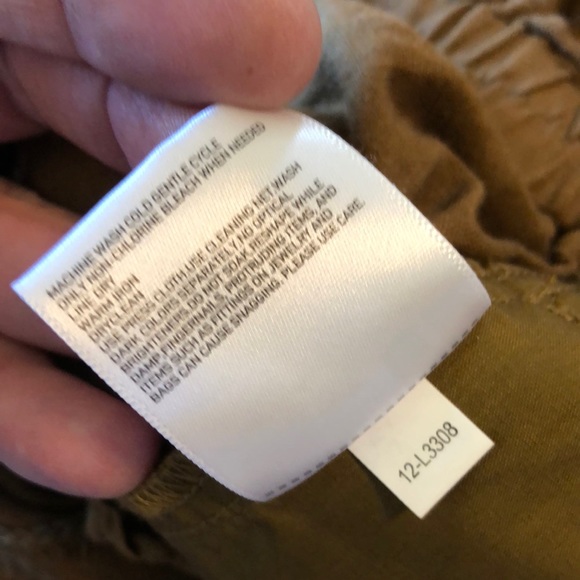 MACHINE WASH COLD GENTLE CYCLE
ONLY NON CHLORINE BLEACH WHEN NEEDED
LINE DRY
WARM IRON
DRYCLEAN
USE PRESS CLOTH/USE CLEANING NET WASH
DARK COLORS SEPARATELY / NO OPTICAL
BRIGHTENERS / DO NOT SOAK / RESHAPE WHILE
DAMP. FINGERNAILS, PROTRUDING ITEMS, AND
ITEMS SUCH AS FITTINGS ON JEWELRY AND
BAGS CAN CAUSE SNAGGING. PLEASE USE CARE.
12-L3308